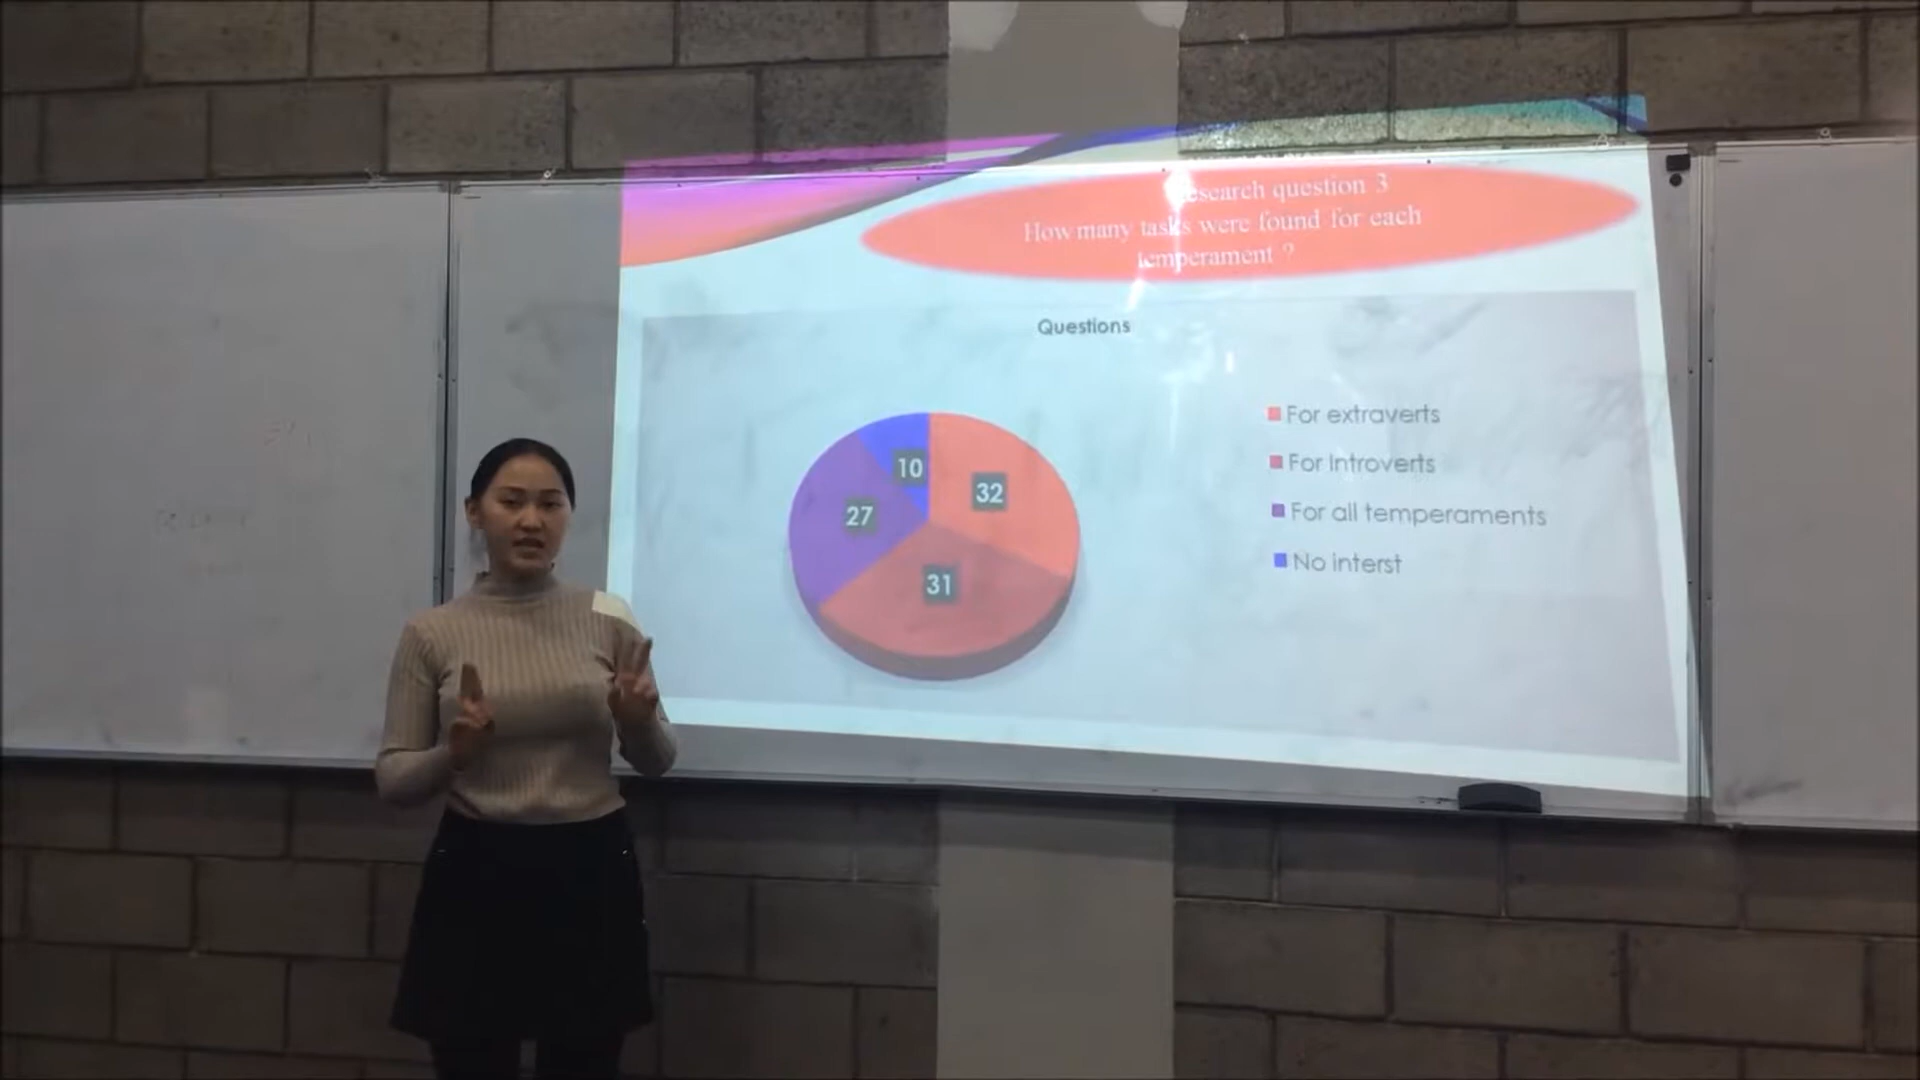 Research question 3
How many tasks were found for each
temperament ?
Questions
10
32
27
31
For extraverts
For Introverts
For all temperaments
No interst